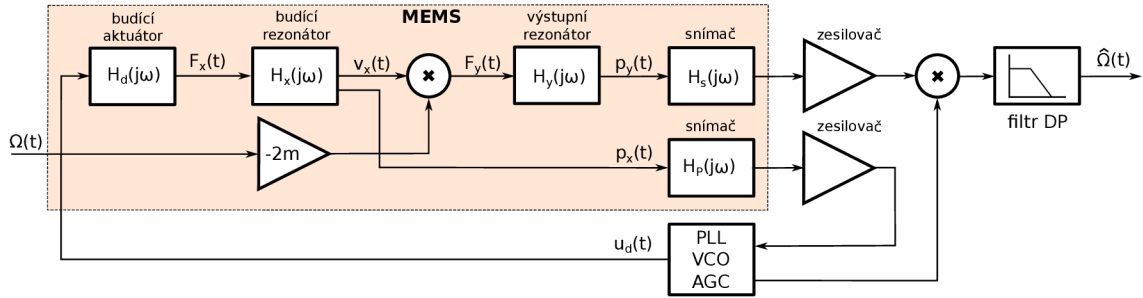 MEMS
budící
aktuátor
budící
rezonátor
výstupní
rezonátor
snímač
zesilovač
H_d(jω)
F_x(t)
H_x(jω)
v_x(t)
×
F_y(t)
H_y(jω)
p_y(t)
H_s(jω)
×
Ω̂(t)
filtr DP
Ω(t)
-2m
snímač
zesilovač
p_x(t)
H_P(jω)
u_d(t)
PLL
VCO
AGC